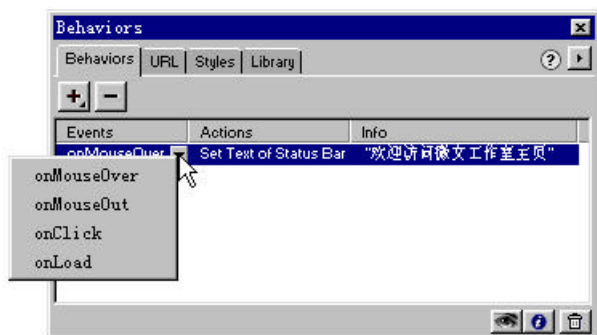 Behaviors
Behaviors URL Styles Library
Events Actions Info
onMouseOver Set Text of Status Bar "欢迎访问微文工作室主页"
onMouseOver
onMouseOut
onClick
onLoad